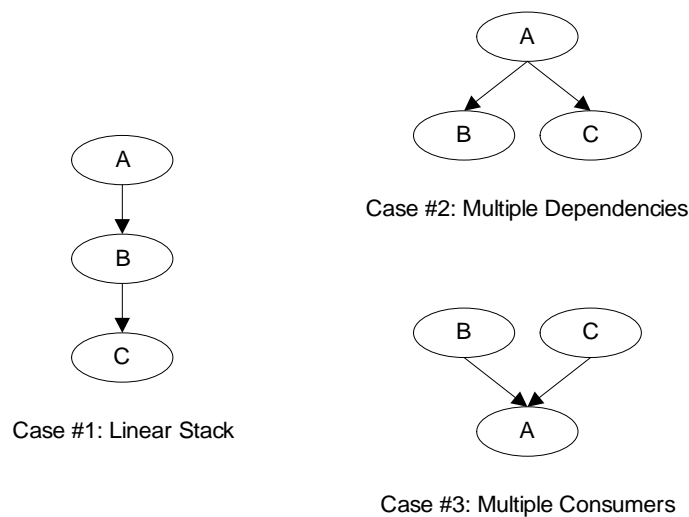 A
B
C
Case #1: Linear Stack
A
B C
Case #2: Multiple Dependencies
B C
A
Case #3: Multiple Consumers